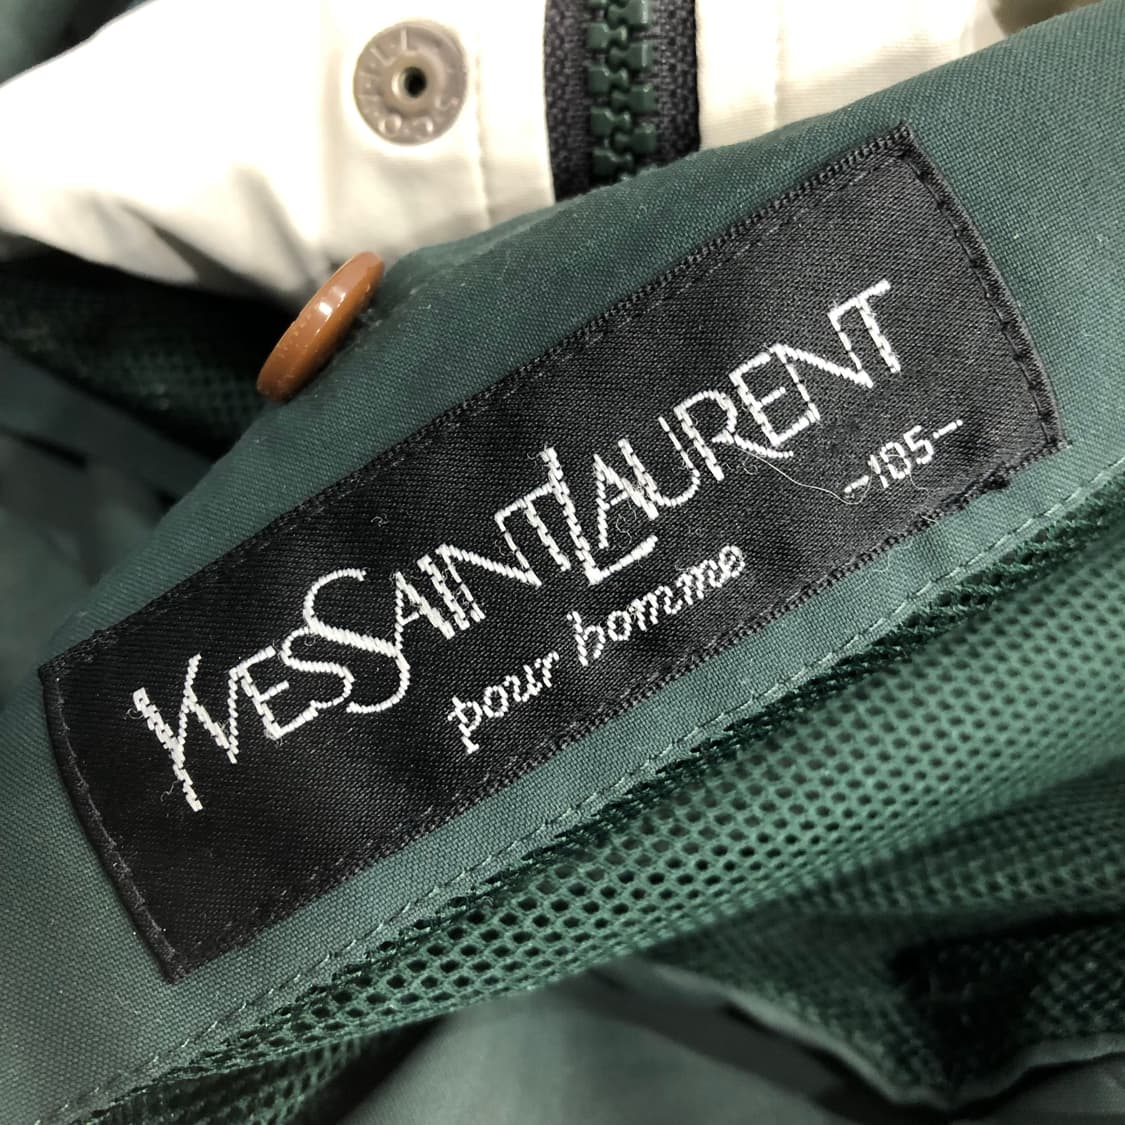 YVESSAINTLAURENT
pour homme
-105-